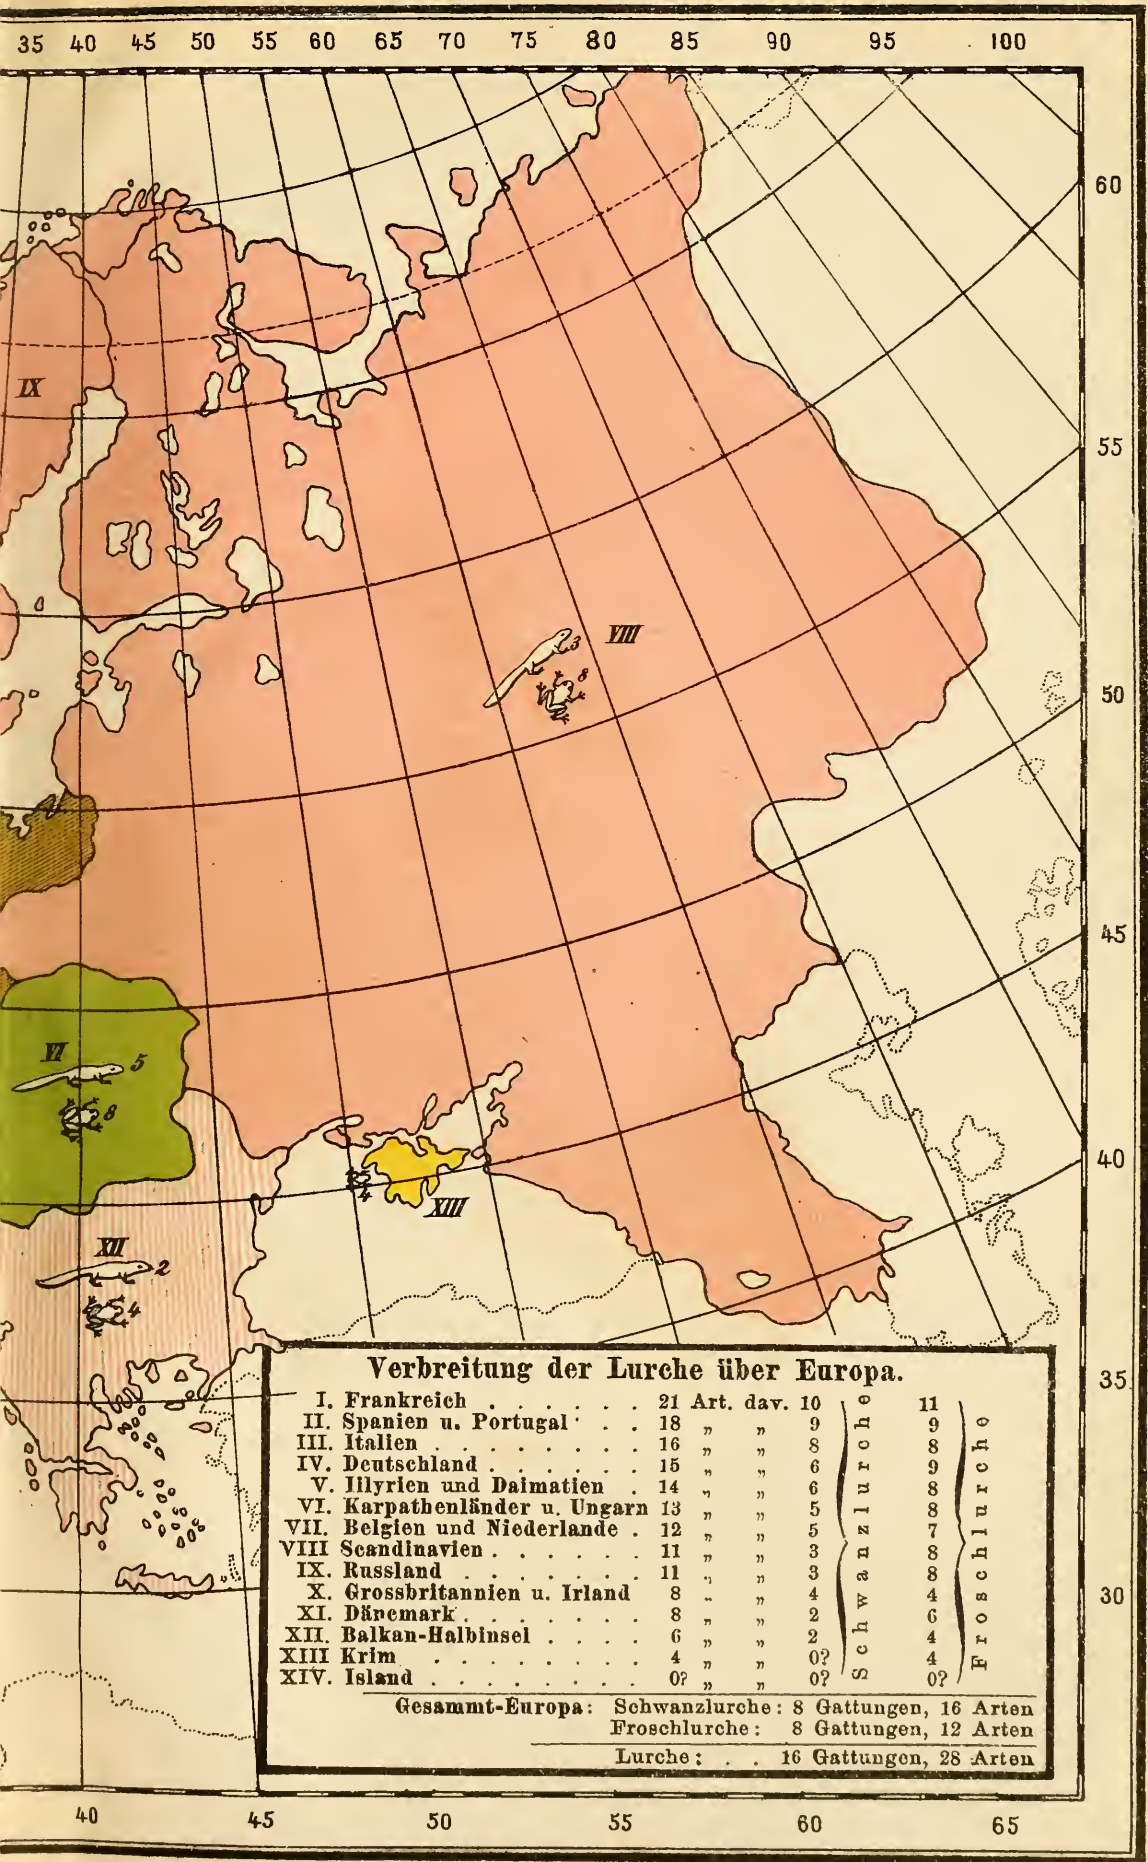 35 40 45 50 55 60 65 70 75 80 85 90 95 100
60
55
50
45
40
35
30
IX
VIII
3
8
VI
5
8
XIII
4
XII
2
4
Verbreitung der Lurche über Europa.
I. Frankreich . . . . . . 21 Art. dav. 10 11
II. Spanien u. Portugal . . 18 „ „ 9 9
III. Italien . . . . . . . . 16 „ „ 8 8
IV. Deutschland . . . . . . 15 „ „ 6 9
V. Illyrien und Dalmatien . 14 „ „ 6 8
VI. Karpathenländer u. Ungarn 13 „ „ 5 8
VII. Belgien und Niederlande . 12 „ „ 5 7
VIII Scandinavien . . . . . . 11 „ „ 3 8
IX. Russland . . . . . . . 11 „ „ 3 8
X. Grossbritannien u. Irland 8 „ „ 4 4
XI. Dänemark . . . . . . . 8 „ „ 2 6
XII. Balkan-Halbinsel . . . . 6 „ „ 2 4
XIII Krim . . . . . . . . 4 „ „ 0? 4
XIV. Island . . . . . . . . 0? „ „ 0? 0?
Schwanzlurche
Froschlurche
Gesammt-Europa: Schwanzlurche: 8 Gattungen, 16 Arten
Froschlurche: 8 Gattungen, 12 Arten
Lurche: . . 16 Gattungen, 28 Arten
40 45 50 55 60 65